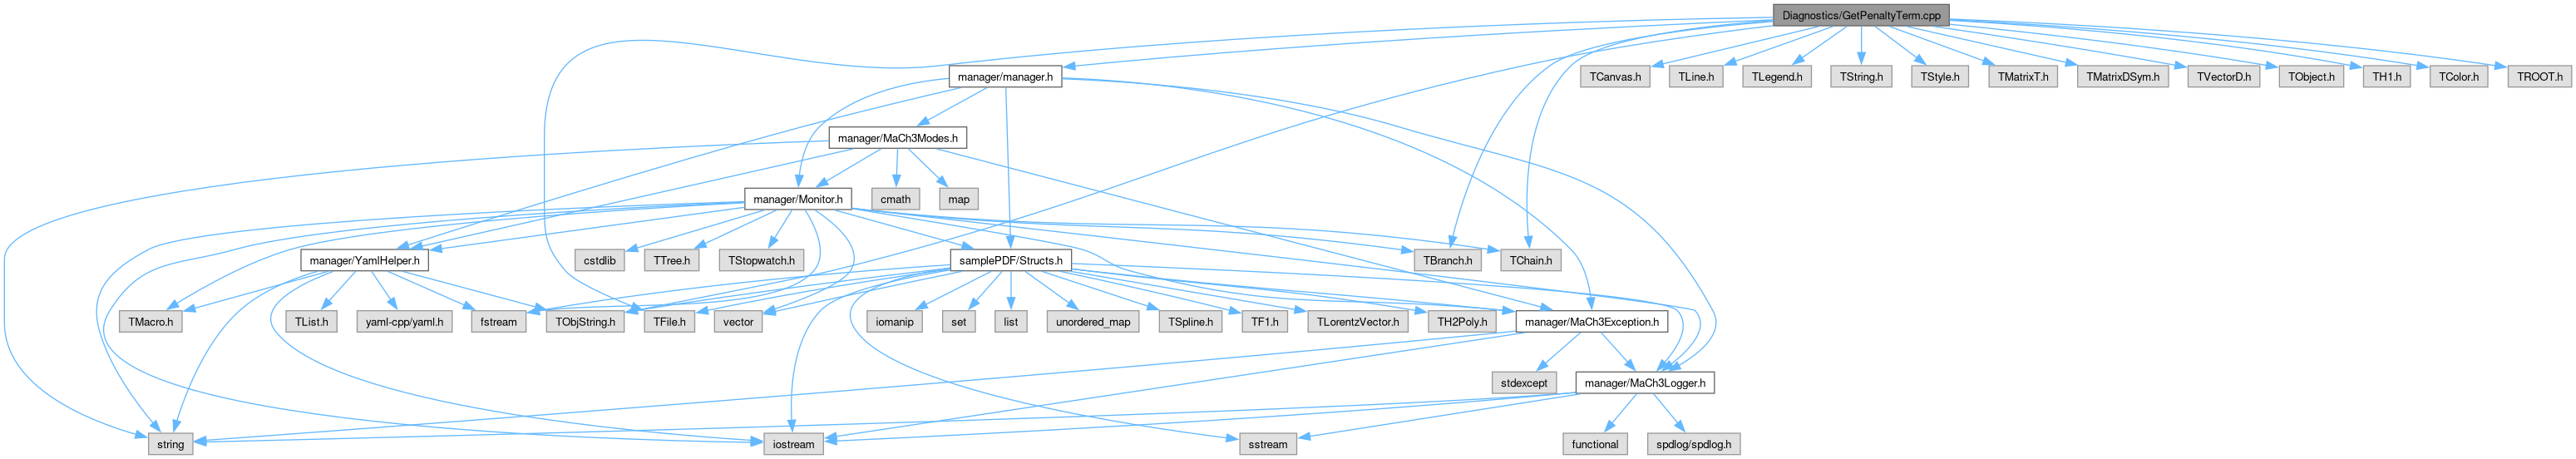 Diagnostics/GetPenaltyTerm.cpp
manager/manager.h
TCanvas.h
TLine.h
TLegend.h
TString.h
TStyle.h
TMatrixT.h
TMatrixDSym.h
TVectorD.h
TObject.h
TH1.h
TColor.h
TROOT.h
manager/MaCh3Modes.h
manager/Monitor.h
cmath
map
manager/YamlHelper.h
cstdlib
TTree.h
TStopwatch.h
samplePDF/Structs.h
TBranch.h
TChain.h
TMacro.h
TList.h
yaml-cpp/yaml.h
fstream
TObjString.h
TFile.h
vector
iomanip
set
list
unordered_map
TSpline.h
TF1.h
TLorentzVector.h
TH2Poly.h
manager/MaCh3Exception.h
stdexcept
manager/MaCh3Logger.h
string
iostream
sstream
functional
spdlog/spdlog.h